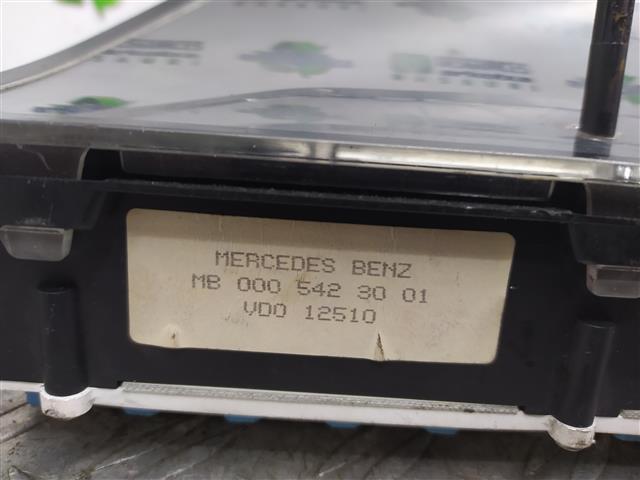 MERCEDES BENZ
MB 000 542 30 01
VDO 12510